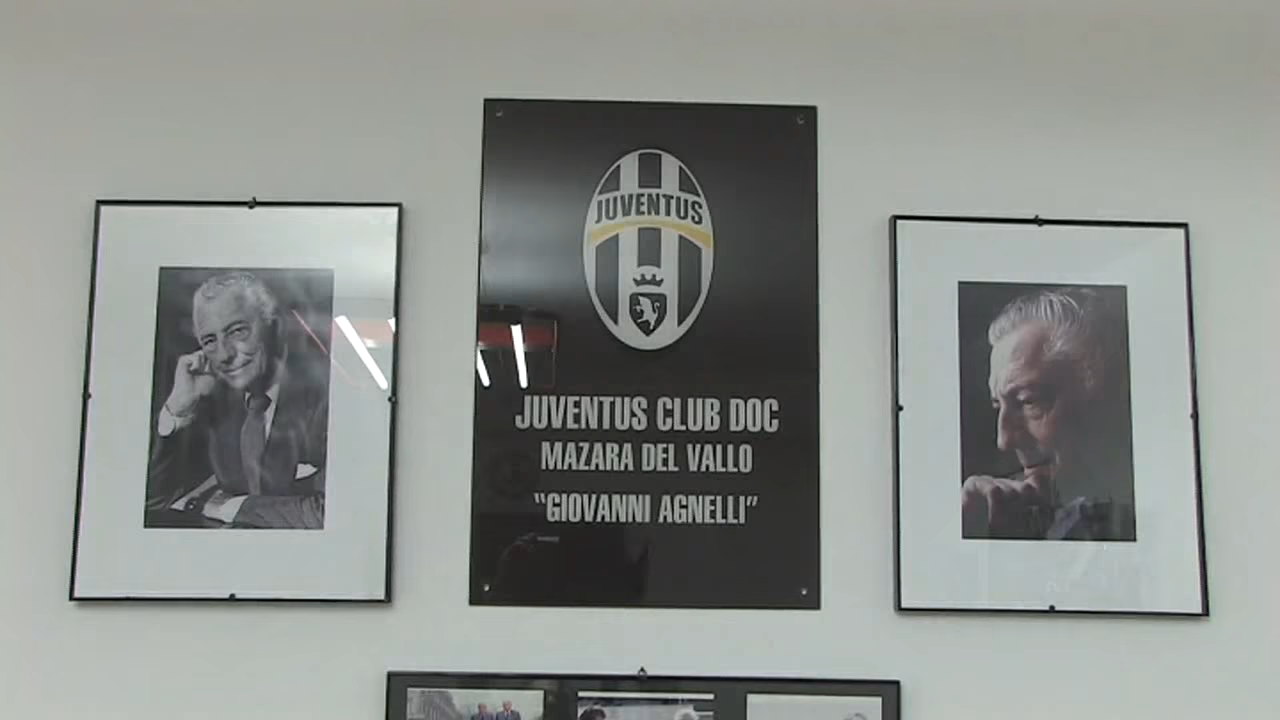 JUVENTUS
JUVENTUS CLUB DOC
MAZARA DEL VALLO
"GIOVANNI AGNELLI"